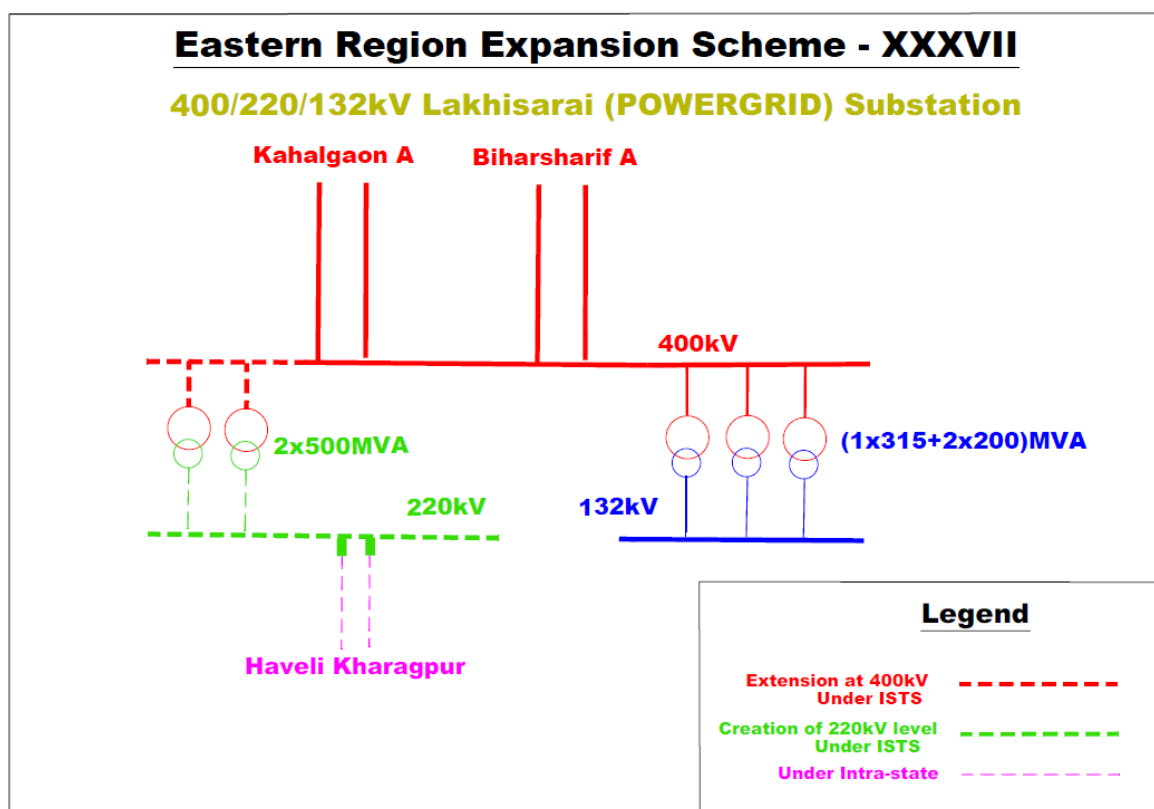 Eastern Region Expansion Scheme - XXXVII
400/220/132kV Lakhisarai (POWERGRID) Substation
Kahalgaon A
Biharsharif A
400kV
2x500MVA
(1x315+2x200)MVA
220kV
132kV
Haveli Kharagpur
Legend
Extension at 400kV
Under ISTS
Creation of 220kV level
Under ISTS
Under Intra-state